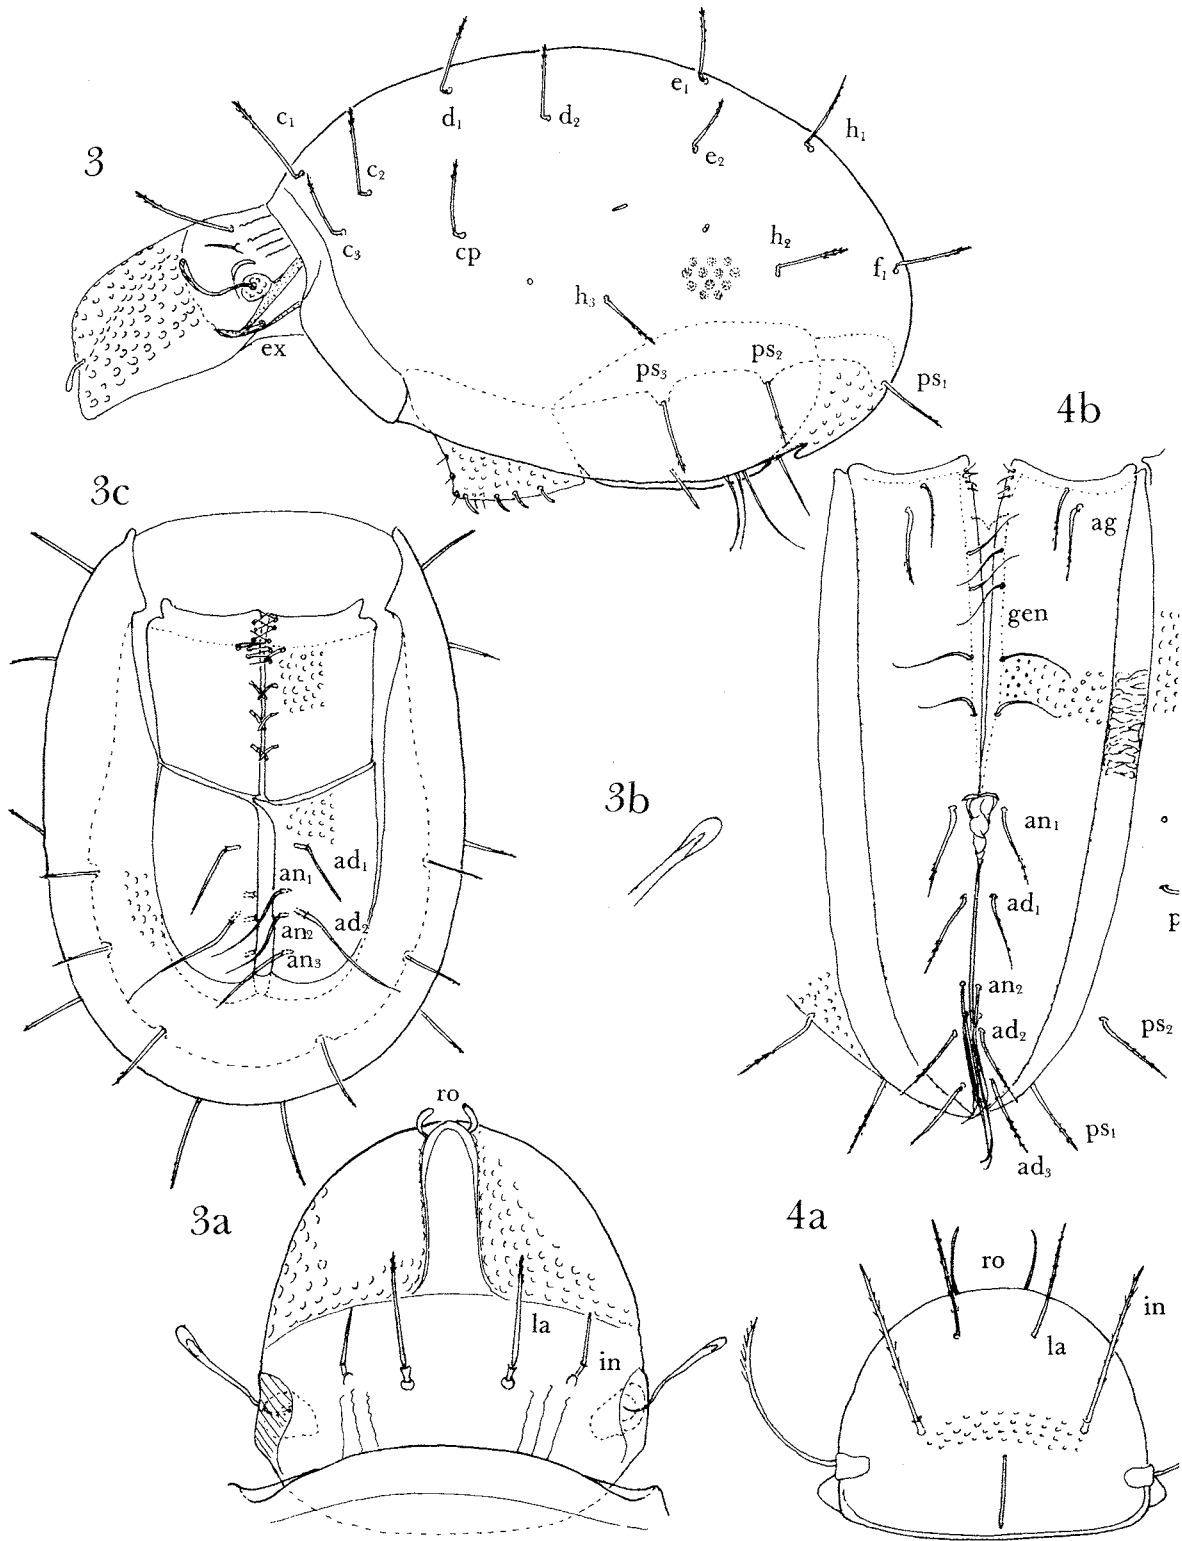 3
c₁
c₂
c₃
cp
d₁
d₂
e₁
e₂
h₁
h₂
h₃
f₁
ex
ps₃
ps₂
ps₁
3c
ad₁
an₁
ad₂
an₂
an₃
3b
4b
ag
gen
an₁
ad₁
p
an₂
ad₂
ps₂
ps₁
ad₃
3a
ro
la
in
4a
ro
in
la